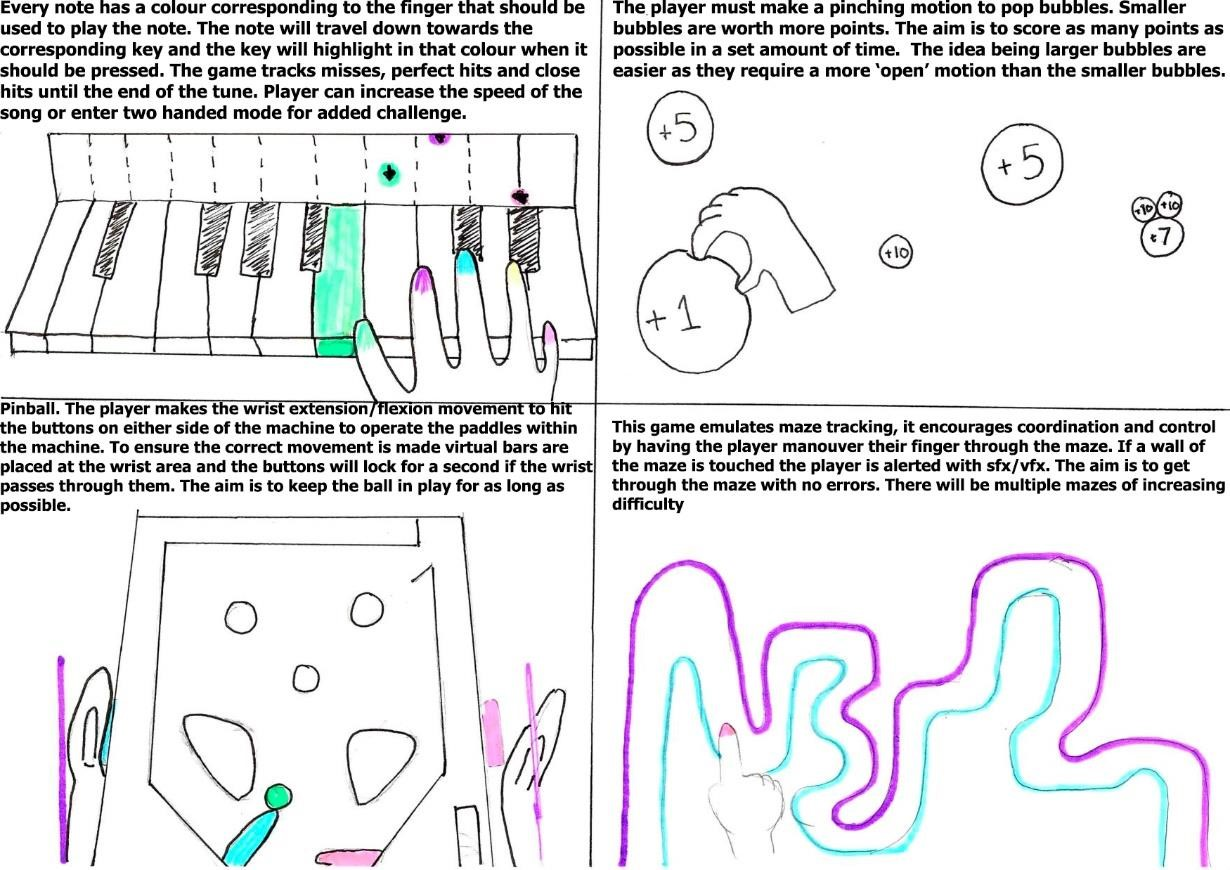 Every note has a colour corresponding to the finger that should be
used to play the note. The note will travel down towards the
corresponding key and the key will highlight in that colour when it
should be pressed. The game tracks misses, perfect hits and close
hits until the end of the tune. Player can increase the speed of the
song or enter two handed mode for added challenge.
The player must make a pinching motion to pop bubbles. Smaller
bubbles are worth more points. The aim is to score as many points as
possible in a set amount of time.  The idea being larger bubbles are
easier as they require a more ‘open’ motion than the smaller bubbles.
+5
+5
+10 +10
+7
+10
+1
Pinball. The player makes the wrist extension/flexion movement to hit
the buttons on either side of the machine to operate the paddles within
the machine. To ensure the correct movement is made virtual bars are
placed at the wrist area and the buttons will lock for a second if the wrist
passes through them. The aim is to keep the ball in play for as long as
possible.
This game emulates maze tracking, it encourages coordination and control
by having the player manouver their finger through the maze. If a wall of
the maze is touched the player is alerted with sfx/vfx. The aim is to get
through the maze with no errors. There will be multiple mazes of increasing
difficulty